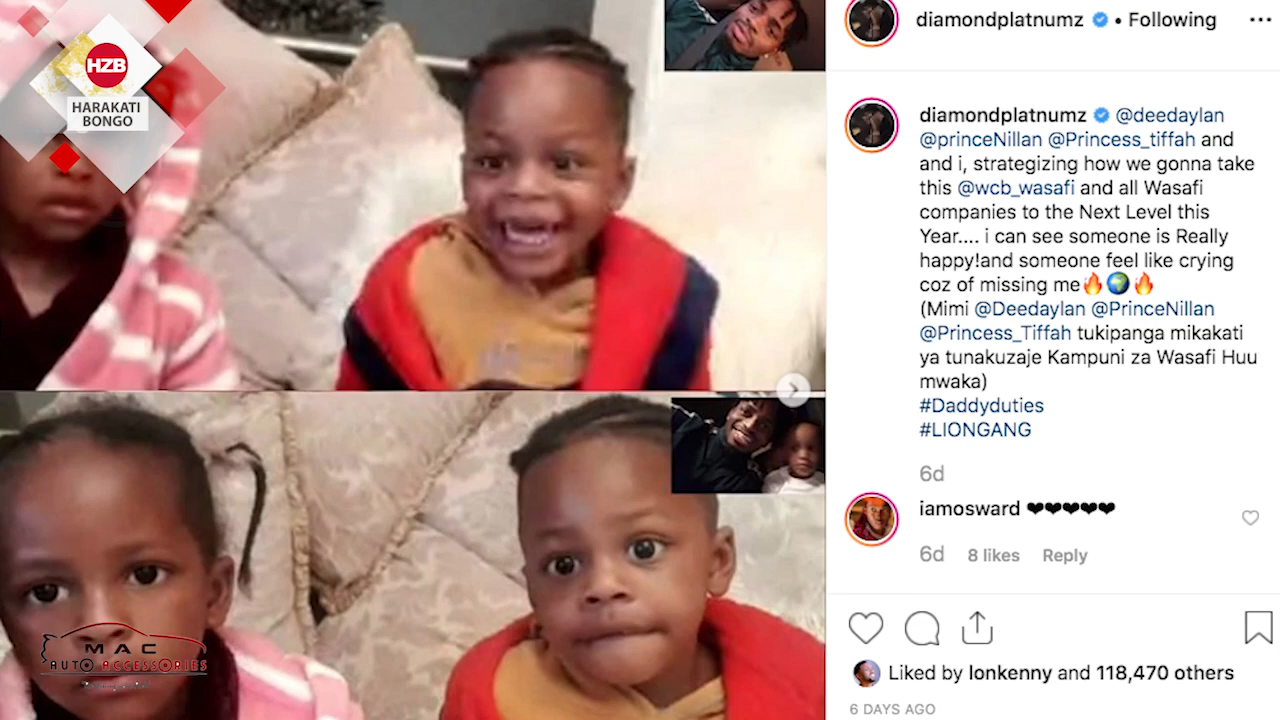 HZB
HARAKATI
BONGO
MAC
AUTO ACCESSORIES
diamondplatnumz • Following
diamondplatnumz @deedaylan
@princeNillan @Princess_tiffah and
and i, strategizing how we gonna take
this @wcb_wasafi and all Wasafi
companies to the Next Level this
Year.... i can see someone is Really
happy!and someone feel like crying
coz of missing me🔥🌍🔥
(Mimi @Deedaylan @PrinceNillan
@Princess_Tiffah tukipanga mikakati
ya tunakuzaje Kampuni za Wasafi Huu
mwaka)
#Daddyduties
#LIONGANG
6d
iamosward ❤❤❤❤❤
6d 8 likes Reply
Liked by lonkenny and 118,470 others
6 DAYS AGO